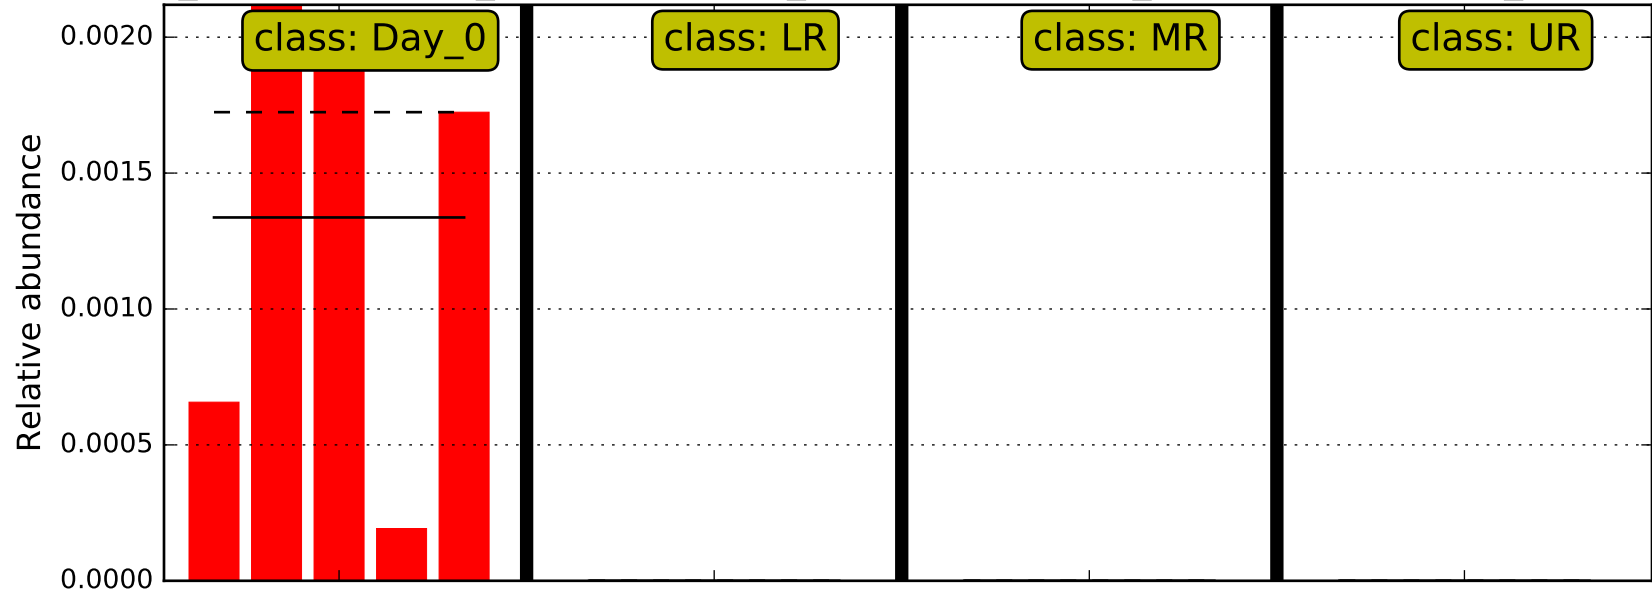 class: Day_0
class: LR
class: MR
class: UR
Relative abundance
0.0020
0.0015
0.0010
0.0005
0.0000